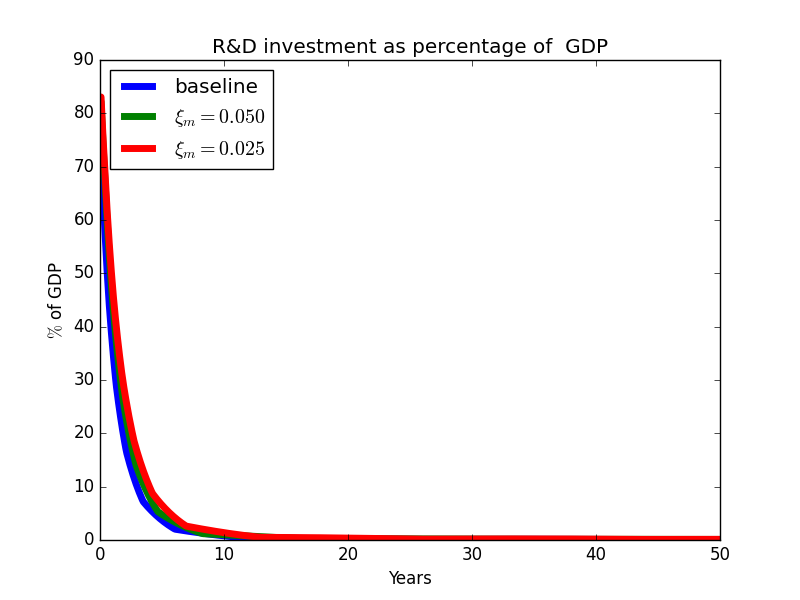 R&D investment as percentage of  GDP
90
80
70
60
50
40
30
20
10
0
% of GDP
baseline
ξm = 0.050
ξm = 0.025
0 10 20 30 40 50
Years